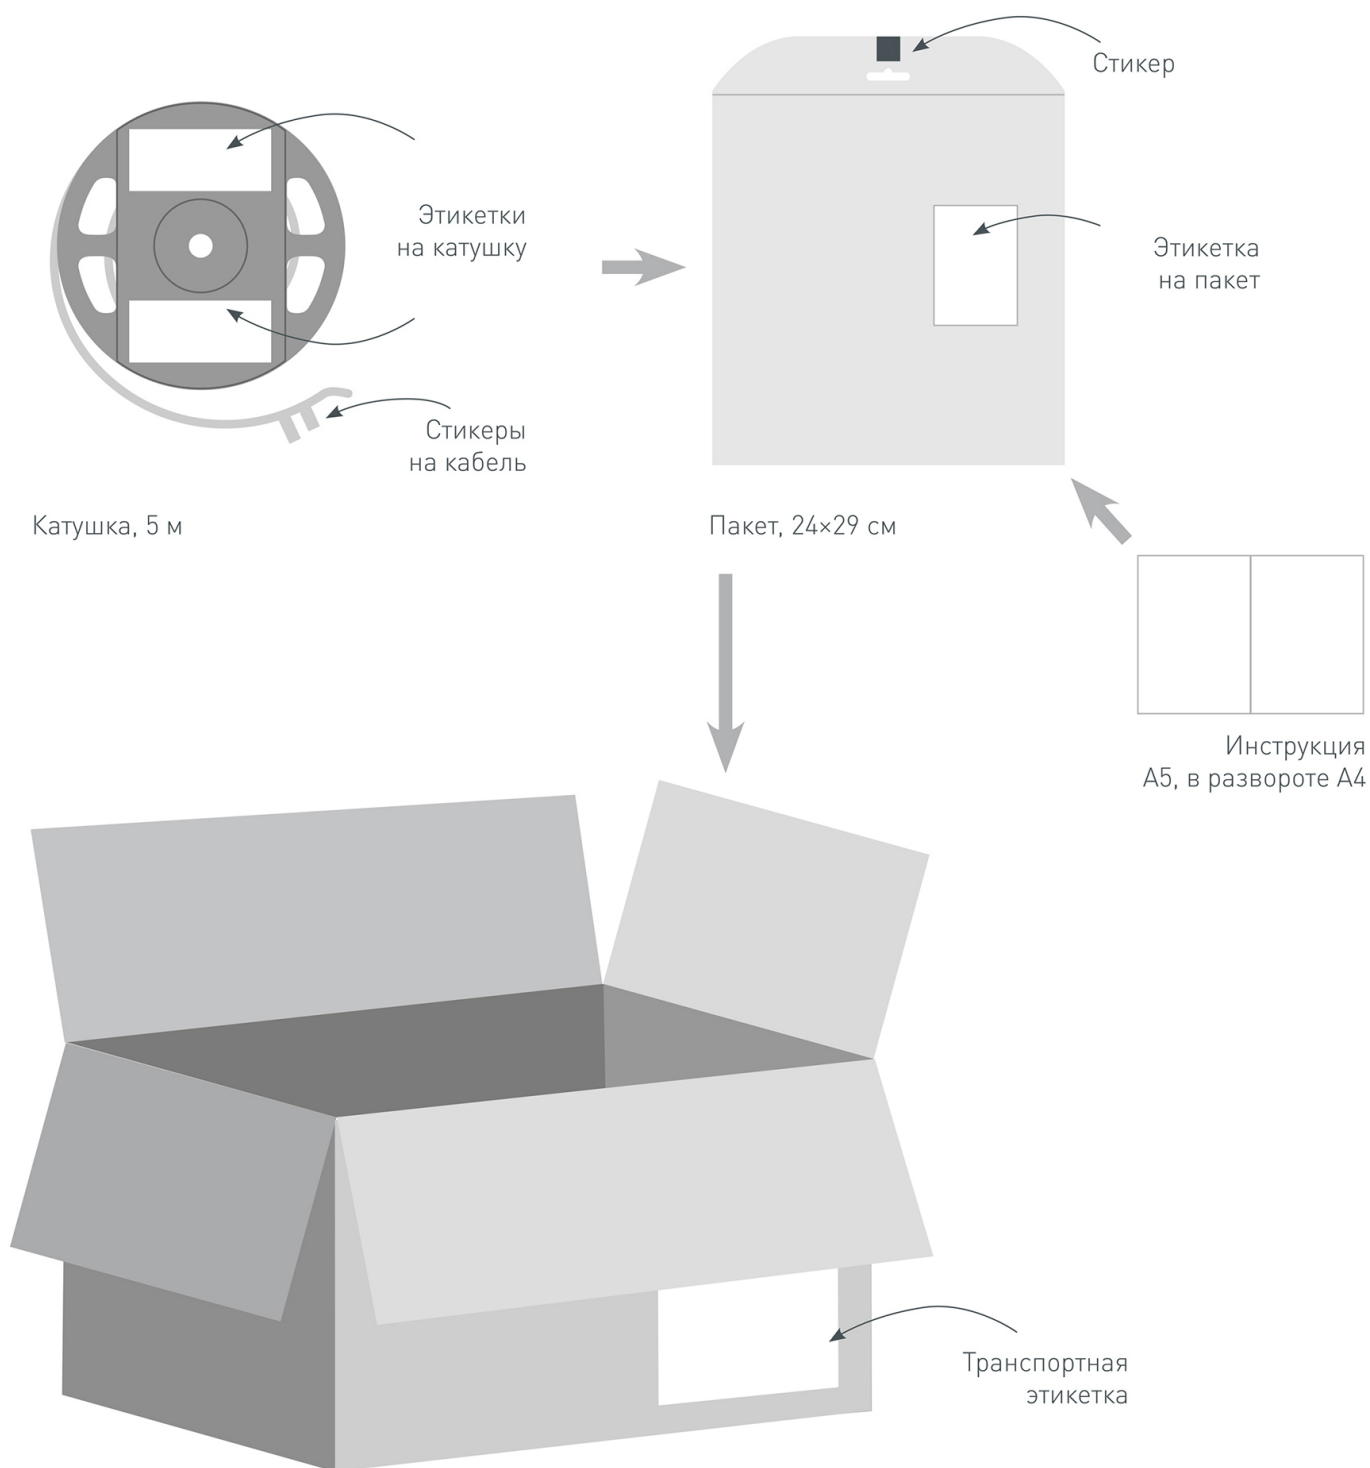 Стикер
Этикетки
на катушку
Этикетка
на пакет
Стикеры
на кабель
Катушка, 5 м
Пакет, 24×29 см
Инструкция
А5, в развороте А4
Транспортная
этикетка